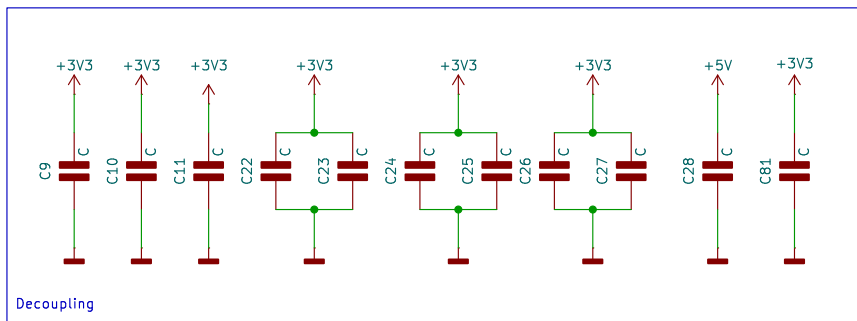 +3V3 +3V3 +3V3 +3V3 +3V3 +3V3 +5V +3V3
C9 C C10 C C11 C C22 C C23 C C24 C C25 C C26 C C27 C C28 C C81 C
Decoupling